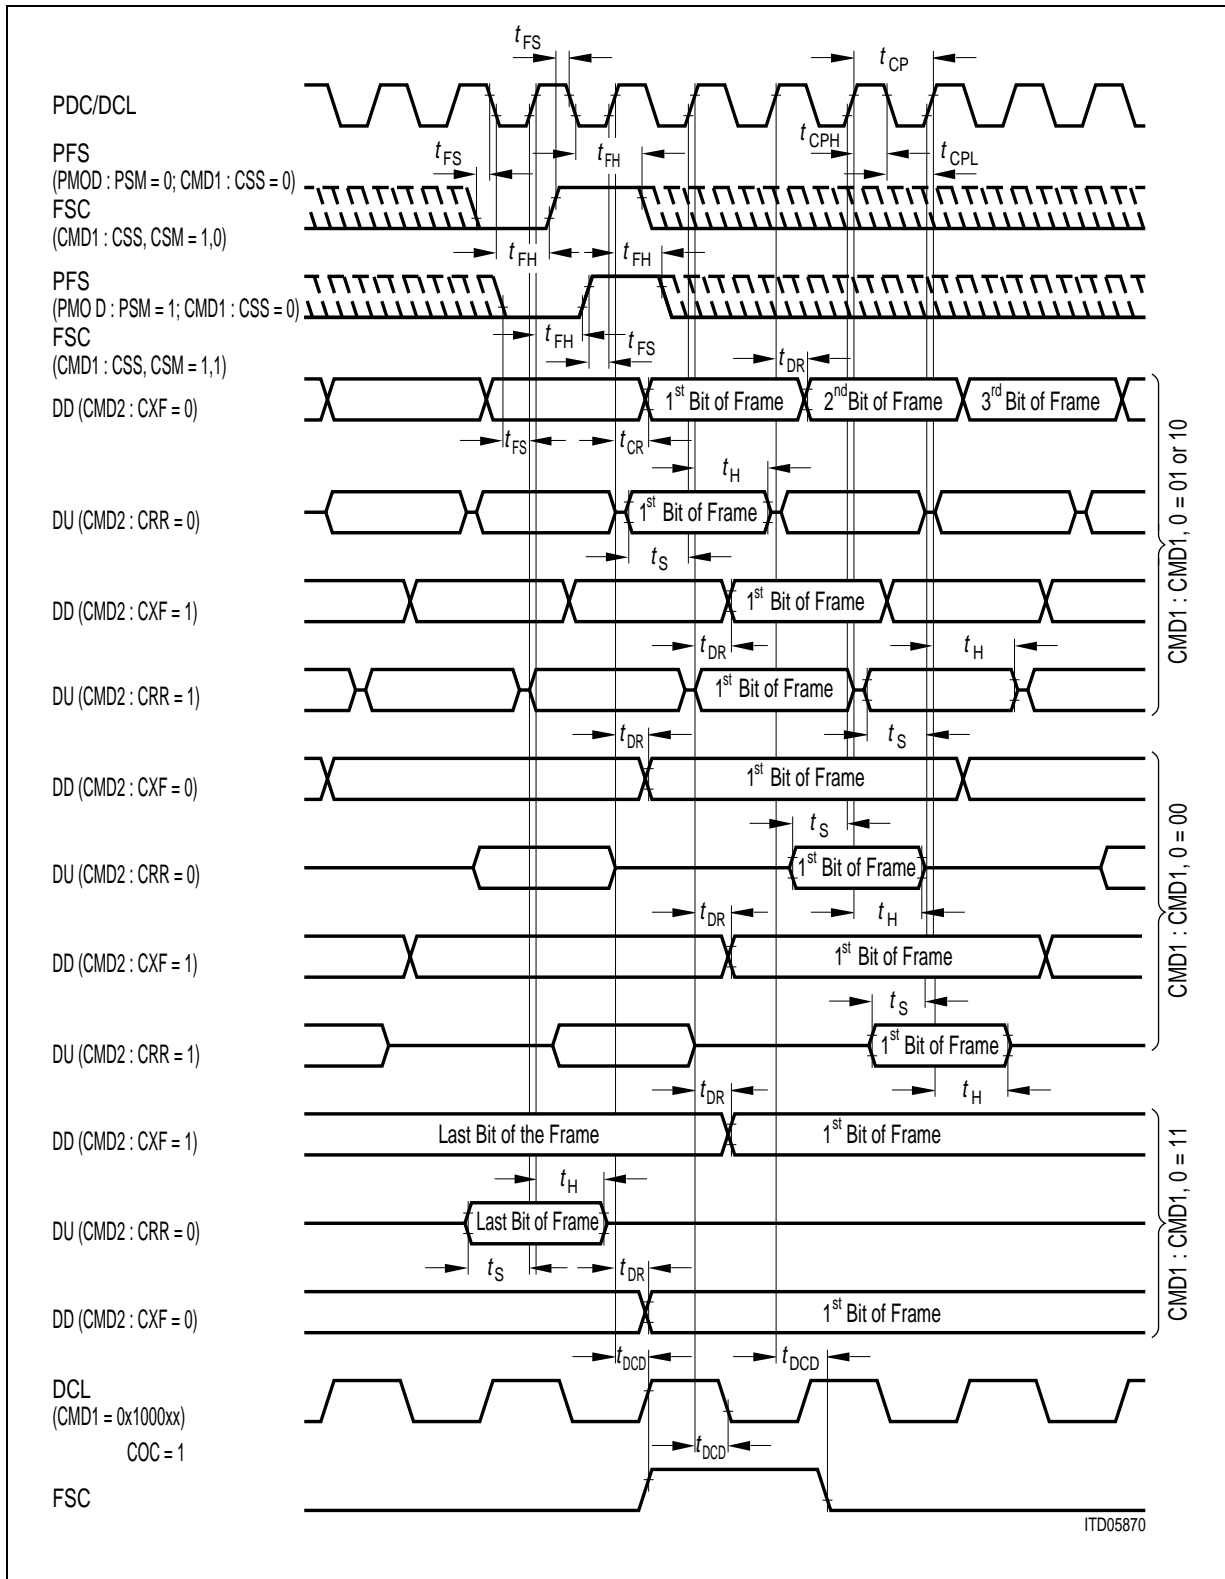 tFS
tCP
PDC/DCL
tCPH
tCPL
PFS
tFS
tFH
(PMOD : PSM = 0; CMD1 : CSS = 0)
FSC
(CMD1 : CSS, CSM = 1,0)
tFH
tFH
PFS
(PMO D : PSM = 1; CMD1 : CSS = 0)
FSC
tFH
tFS
(CMD1 : CSS, CSM = 1,1)
tDR
DD (CMD2 : CXF = 0)
1st Bit of Frame
2nd Bit of Frame
3rd Bit of Frame
tFS
tCR
tH
DU (CMD2 : CRR = 0)
1st Bit of Frame
tS
DD (CMD2 : CXF = 1)
1st Bit of Frame
tDR
tH
DU (CMD2 : CRR = 1)
1st Bit of Frame
tDR
tS
CMD1 : CMD1, 0 = 01 or 10
DD (CMD2 : CXF = 0)
1st Bit of Frame
tS
DU (CMD2 : CRR = 0)
1st Bit of Frame
tDR
tH
DD (CMD2 : CXF = 1)
1st Bit of Frame
tS
DU (CMD2 : CRR = 1)
1st Bit of Frame
tDR
tH
CMD1 : CMD1, 0 = 00
DD (CMD2 : CXF = 1)
Last Bit of the Frame
1st Bit of Frame
tH
DU (CMD2 : CRR = 0)
Last Bit of Frame
tS
tDR
DD (CMD2 : CXF = 0)
1st Bit of Frame
CMD1 : CMD1, 0 = 11
tDCD
tDCD
DCL
(CMD1 = 0x1000xx)
COC = 1
tDCD
FSC
ITD05870